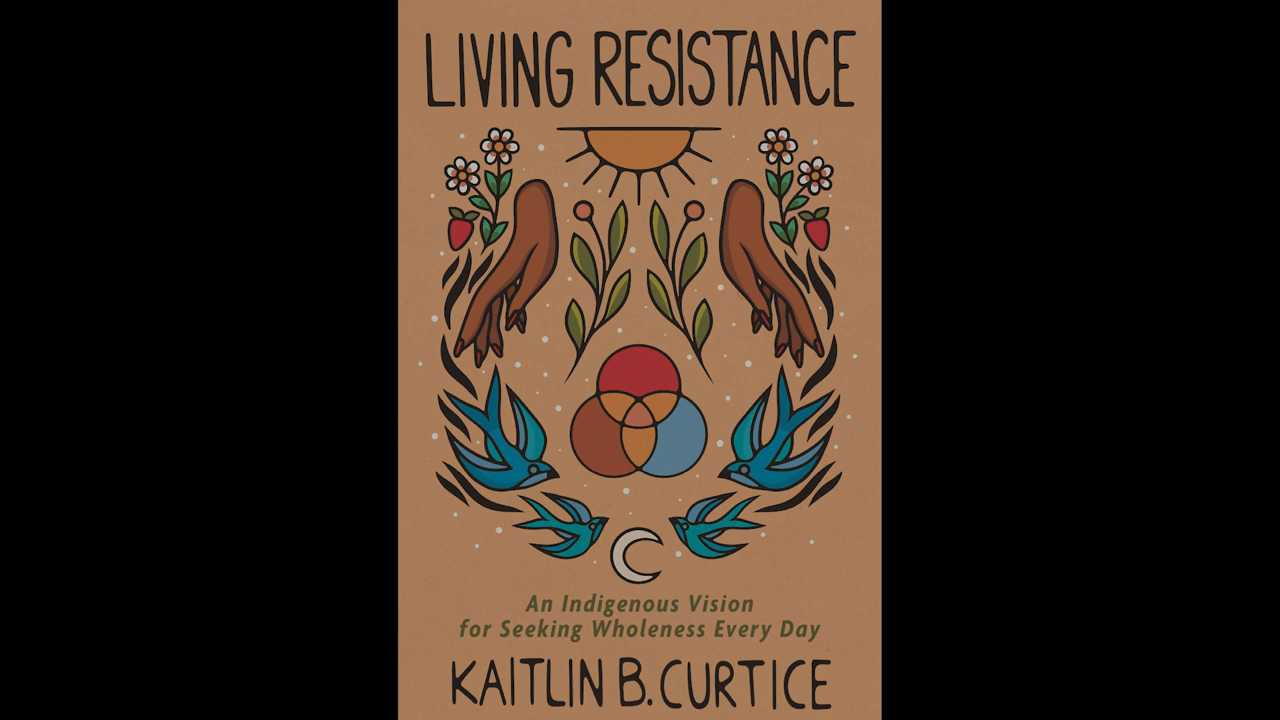 LIVING RESISTANCE
An Indigenous Vision
for Seeking Wholeness Every Day
KAITLIN B. CURTICE